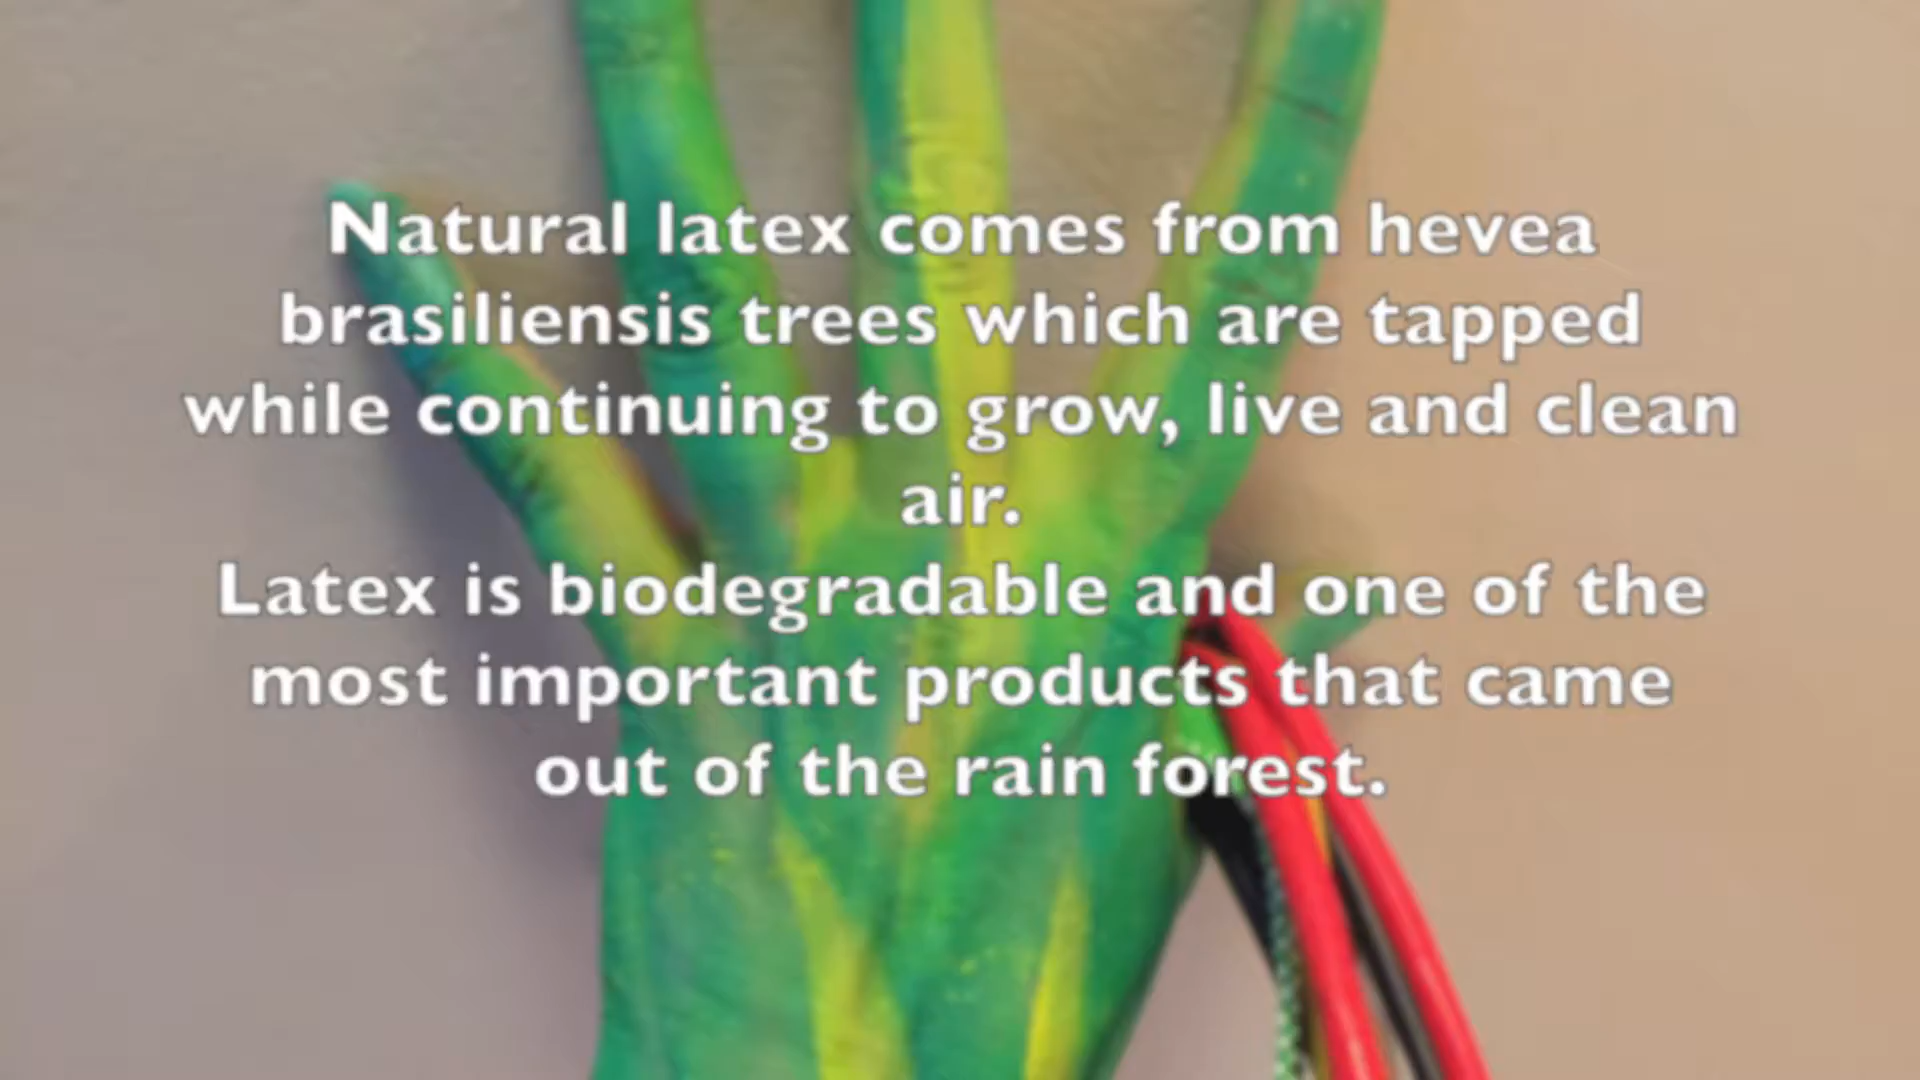 Natural latex comes from hevea
brasiliensis trees which are tapped
while continuing to grow, live and clean
air.
Latex is biodegradable and one of the
most important products that came
out of the rain forest.